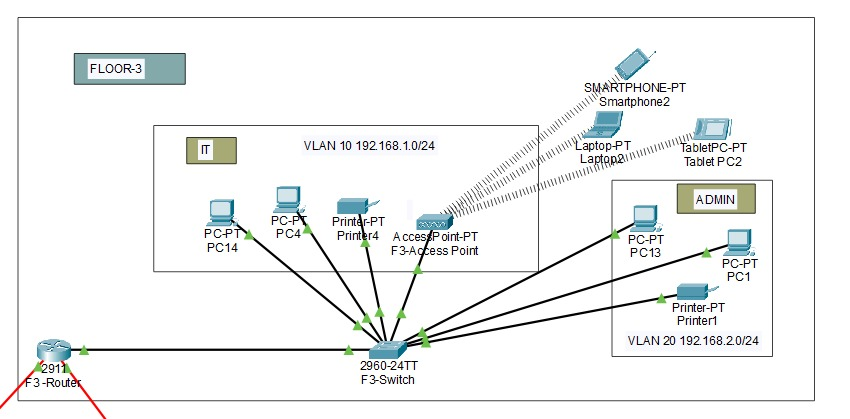 FLOOR-3
SMARTPHONE-PT
Smartphone2
IT
VLAN 10 192.168.1.0/24
Laptop-PT
Laptop2
TabletPC-PT
Tablet PC2
ADMIN
PC-PT
PC14
PC-PT
PC4
Printer-PT
Printer4
AccessPoint-PT
F3-Access Point
PC-PT
PC13
PC-PT
PC1
Printer-PT
Printer1
VLAN 20 192.168.2.0/24
2911
F3-Router
2960-24TT
F3-Switch